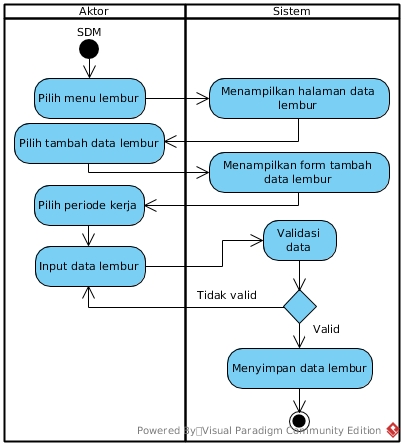 Aktor
Sistem
SDM
Pilih menu lembur
Menampilkan halaman data
lembur
Pilih tambah data lembur
Menampilkan form tambah
data lembur
Pilih periode kerja
Validasi
data
Input data lembur
Tidak valid
Valid
Menyimpan data lembur
Powered By Visual Paradigm Community Edition